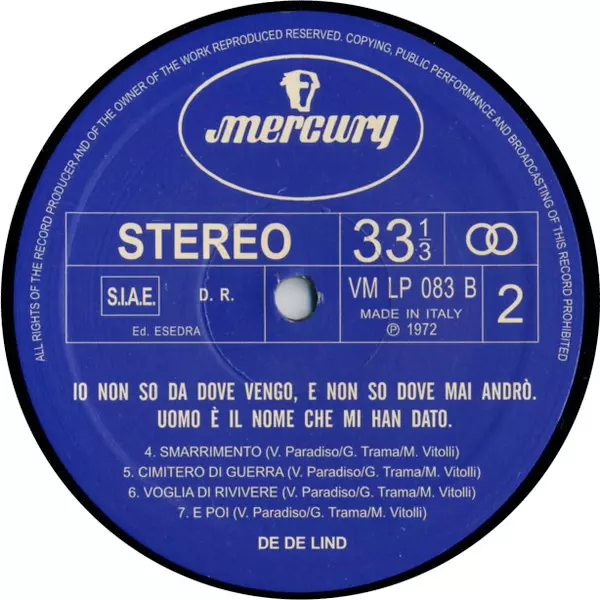 ALL RIGHTS OF THE RECORD PRODUCER AND OF THE OWNER OF THE WORK REPRODUCED RESERVED. COPYING, PUBLIC PERFORMANCE AND BROADCASTING OF THIS RECORD PROHIBITED
mercury
STEREO
33 1/3
S.I.A.E.
D. R.
Ed. ESEDRA
VM LP 083 B
MADE IN ITALY
℗ 1972
2
IO NON SO DA DOVE VENGO, E NON SO DOVE MAI ANDRÒ.
UOMO È IL NOME CHE MI HAN DATO.
4. SMARRIMENTO (V. Paradiso/G. Trama/M. Vitolli)
5. CIMITERO DI GUERRA (V. Paradiso/G. Trama/M. Vitolli)
6. VOGLIA DI RIVIVERE (V. Paradiso/G. Trama/M. Vitolli)
7. E POI (V. Paradiso/G. Trama/M. Vitolli)
DE DE LIND